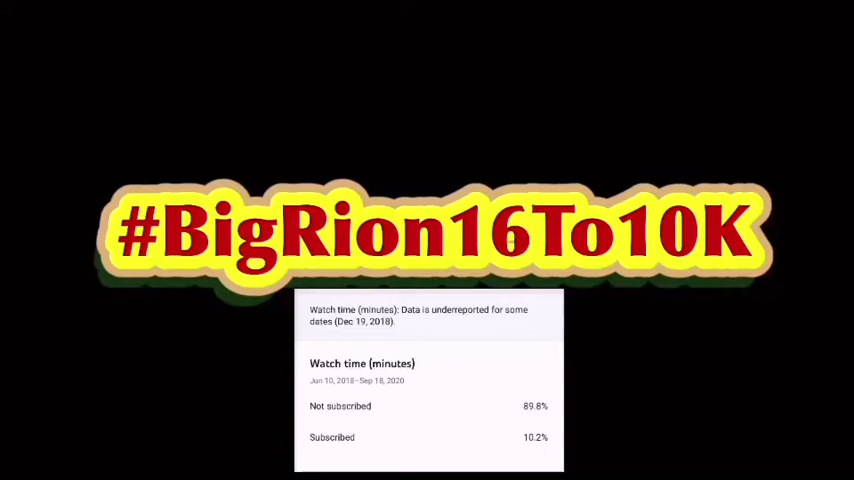 #BigRion16To10K
Watch time (minutes): Data is underreported for some
dates (Dec 19, 2018).
Watch time (minutes)
Jun 10, 2018–Sep 18, 2020
Not subscribed 89.8%
Subscribed 10.2%